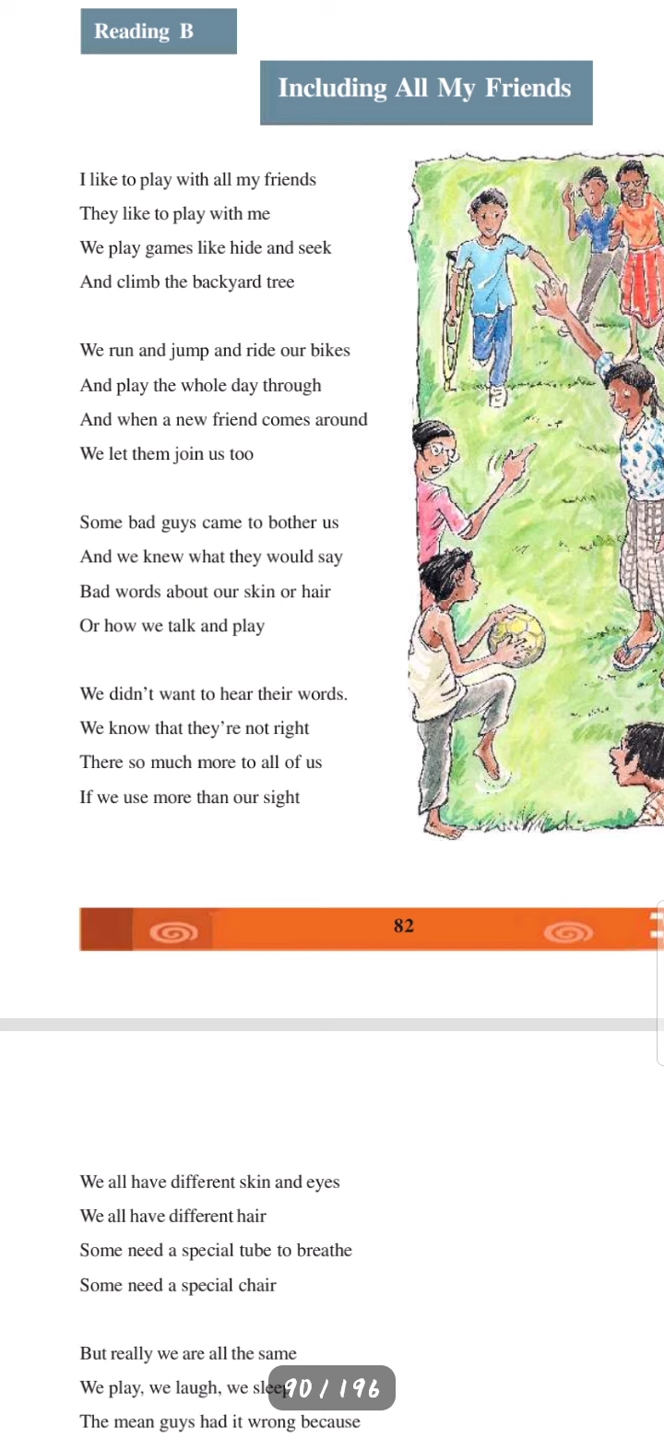 Reading B
Including All My Friends
I like to play with all my friends
They like to play with me
We play games like hide and seek
And climb the backyard tree
We run and jump and ride our bikes
And play the whole day through
And when a new friend comes around
We let them join us too
Some bad guys came to bother us
And we knew what they would say
Bad words about our skin or hair
Or how we talk and play
We didn't want to hear their words.
We know that they're not right
There so much more to all of us
If we use more than our sight
82
We all have different skin and eyes
We all have different hair
Some need a special tube to breathe
Some need a special chair
But really we are all the same
We play, we laugh, we sleep
90 / 196
The mean guys had it wrong because